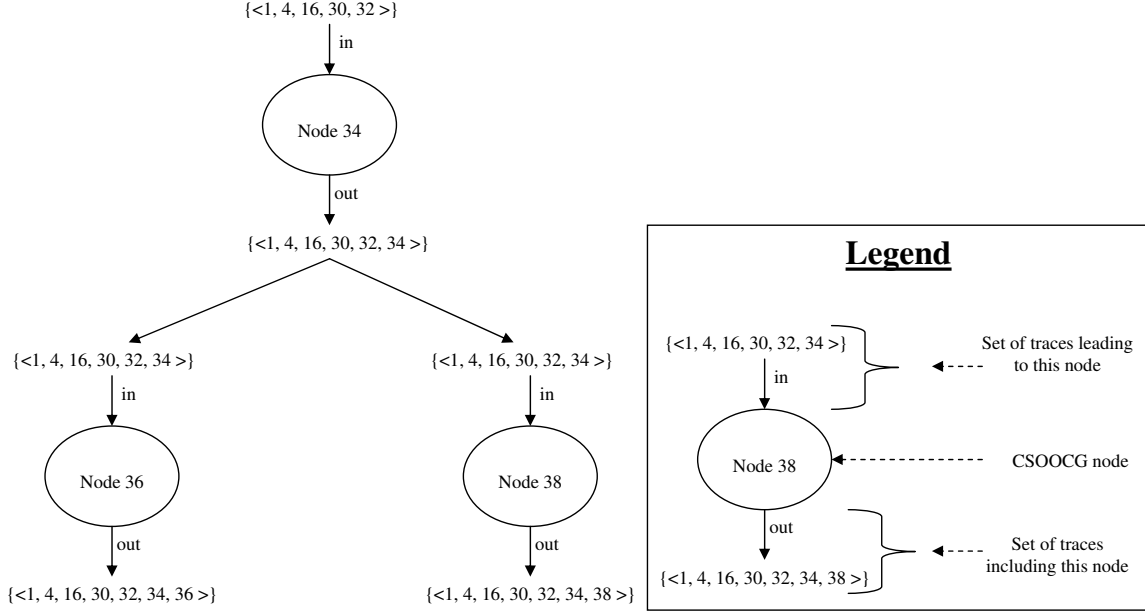 {<1, 4, 16, 30, 32 >}
in
Node 34
out
{<1, 4, 16, 30, 32, 34 >}
{<1, 4, 16, 30, 32, 34 >}
in
Node 36
out
{<1, 4, 16, 30, 32, 34, 36 >}
{<1, 4, 16, 30, 32, 34 >}
in
Node 38
out
{<1, 4, 16, 30, 32, 34, 38 >}
Legend
{<1, 4, 16, 30, 32, 34 >}
in
Node 38
out
{<1, 4, 16, 30, 32, 34, 38 >}
Set of traces leading
to this node
CSOOCG node
Set of traces
including this node